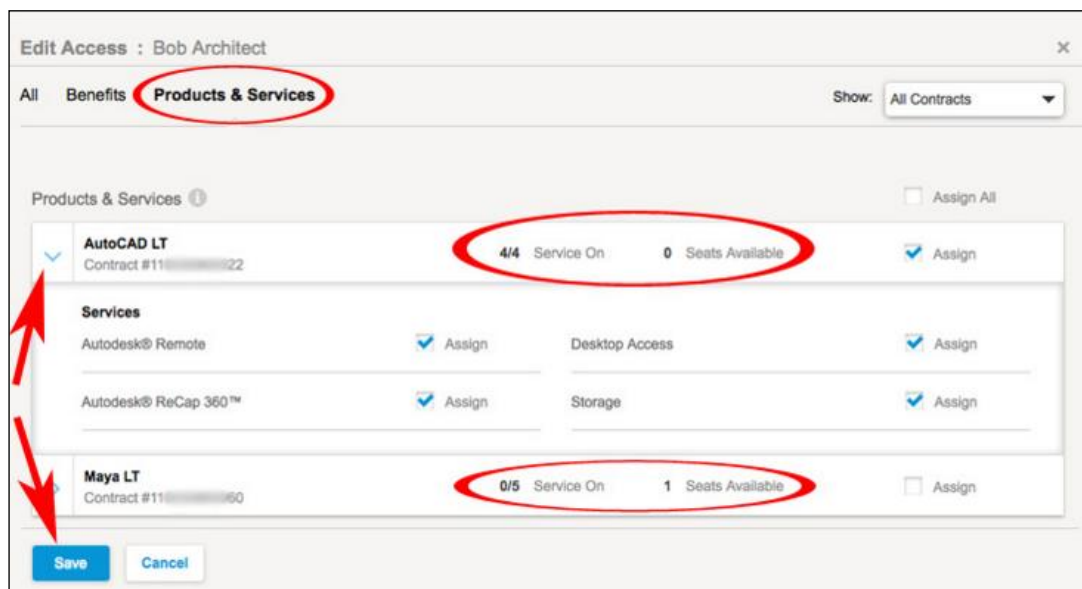 Edit Access : Bob Architect ×
All Benefits Products & Services Show: All Contracts
Products & Services Assign All
AutoCAD LT
4/4 Service On 0 Seats Available Assign
Contract #11 22
Services
Autodesk® Remote Assign Desktop Access Assign
Autodesk® ReCap 360™ Assign Storage Assign
Maya LT
0/5 Service On 1 Seats Available Assign
Contract #11 60
Save Cancel